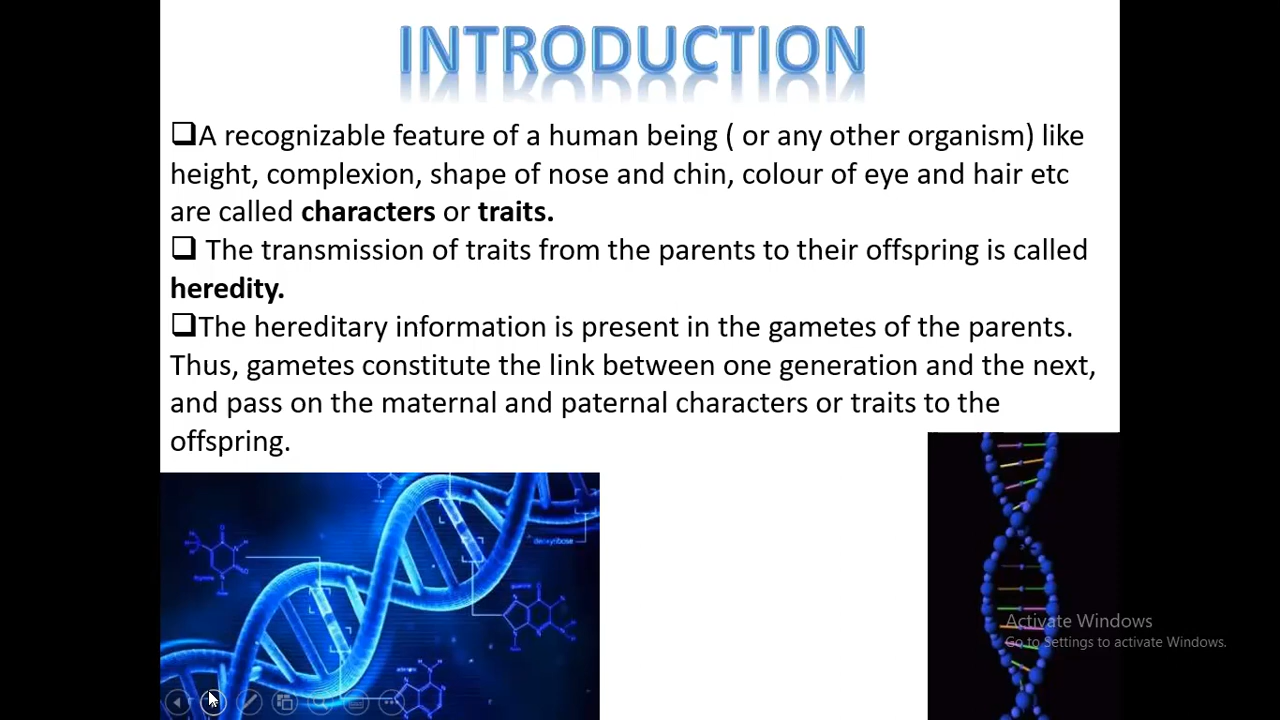 INTRODUCTION
❑A recognizable feature of a human being ( or any other organism) like
height, complexion, shape of nose and chin, colour of eye and hair etc
are called characters or traits.
❑ The transmission of traits from the parents to their offspring is called
heredity.
❑The hereditary information is present in the gametes of the parents.
Thus, gametes constitute the link between one generation and the next,
and pass on the maternal and paternal characters or traits to the
offspring.
deoxyribose
Activate Windows
Go to Settings to activate Windows.